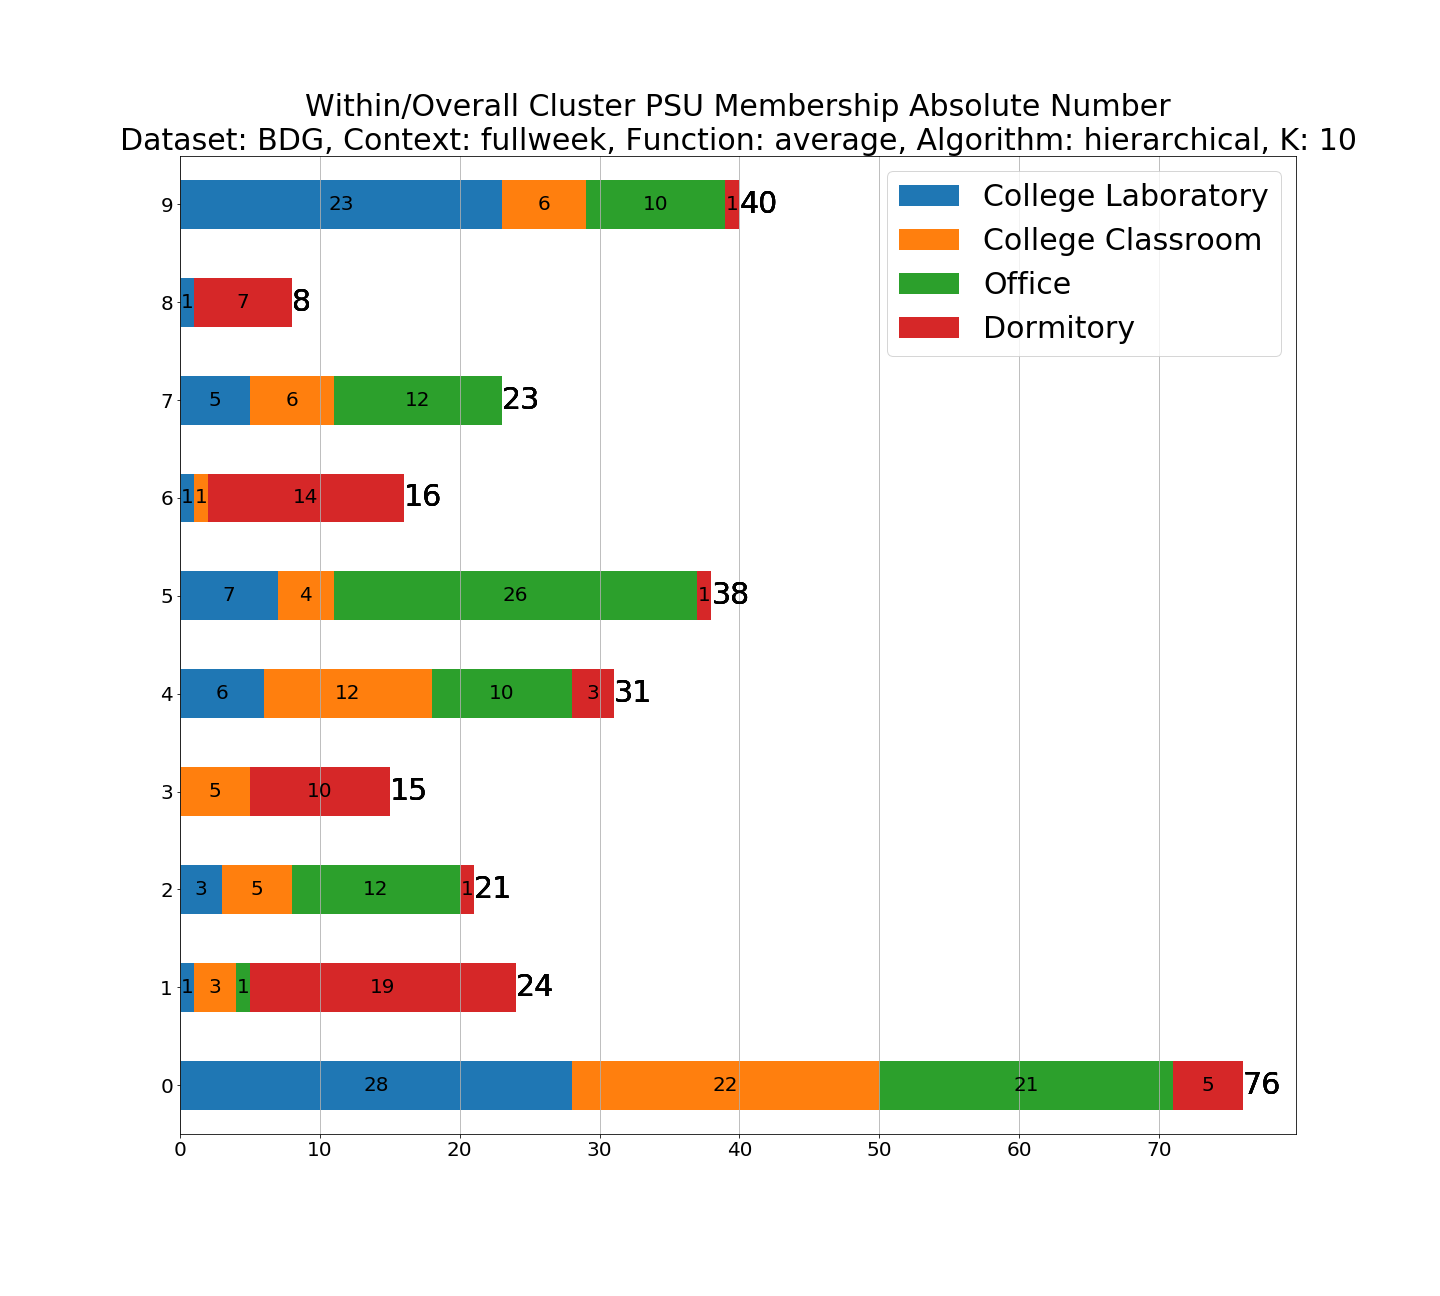 Within/Overall Cluster PSU Membership Absolute Number
Dataset: BDG, Context: fullweek, Function: average, Algorithm: hierarchical, K: 10
College Laboratory
College Classroom
Office
Dormitory
9 23 6 10 1 40
8 1 7 8
7 5 6 12 23
6 1 1 14 16
5 7 4 26 1 38
4 6 12 10 3 31
3 5 10 15
2 3 5 12 1 21
1 1 3 1 19 24
0 28 22 21 5 76
0 10 20 30 40 50 60 70